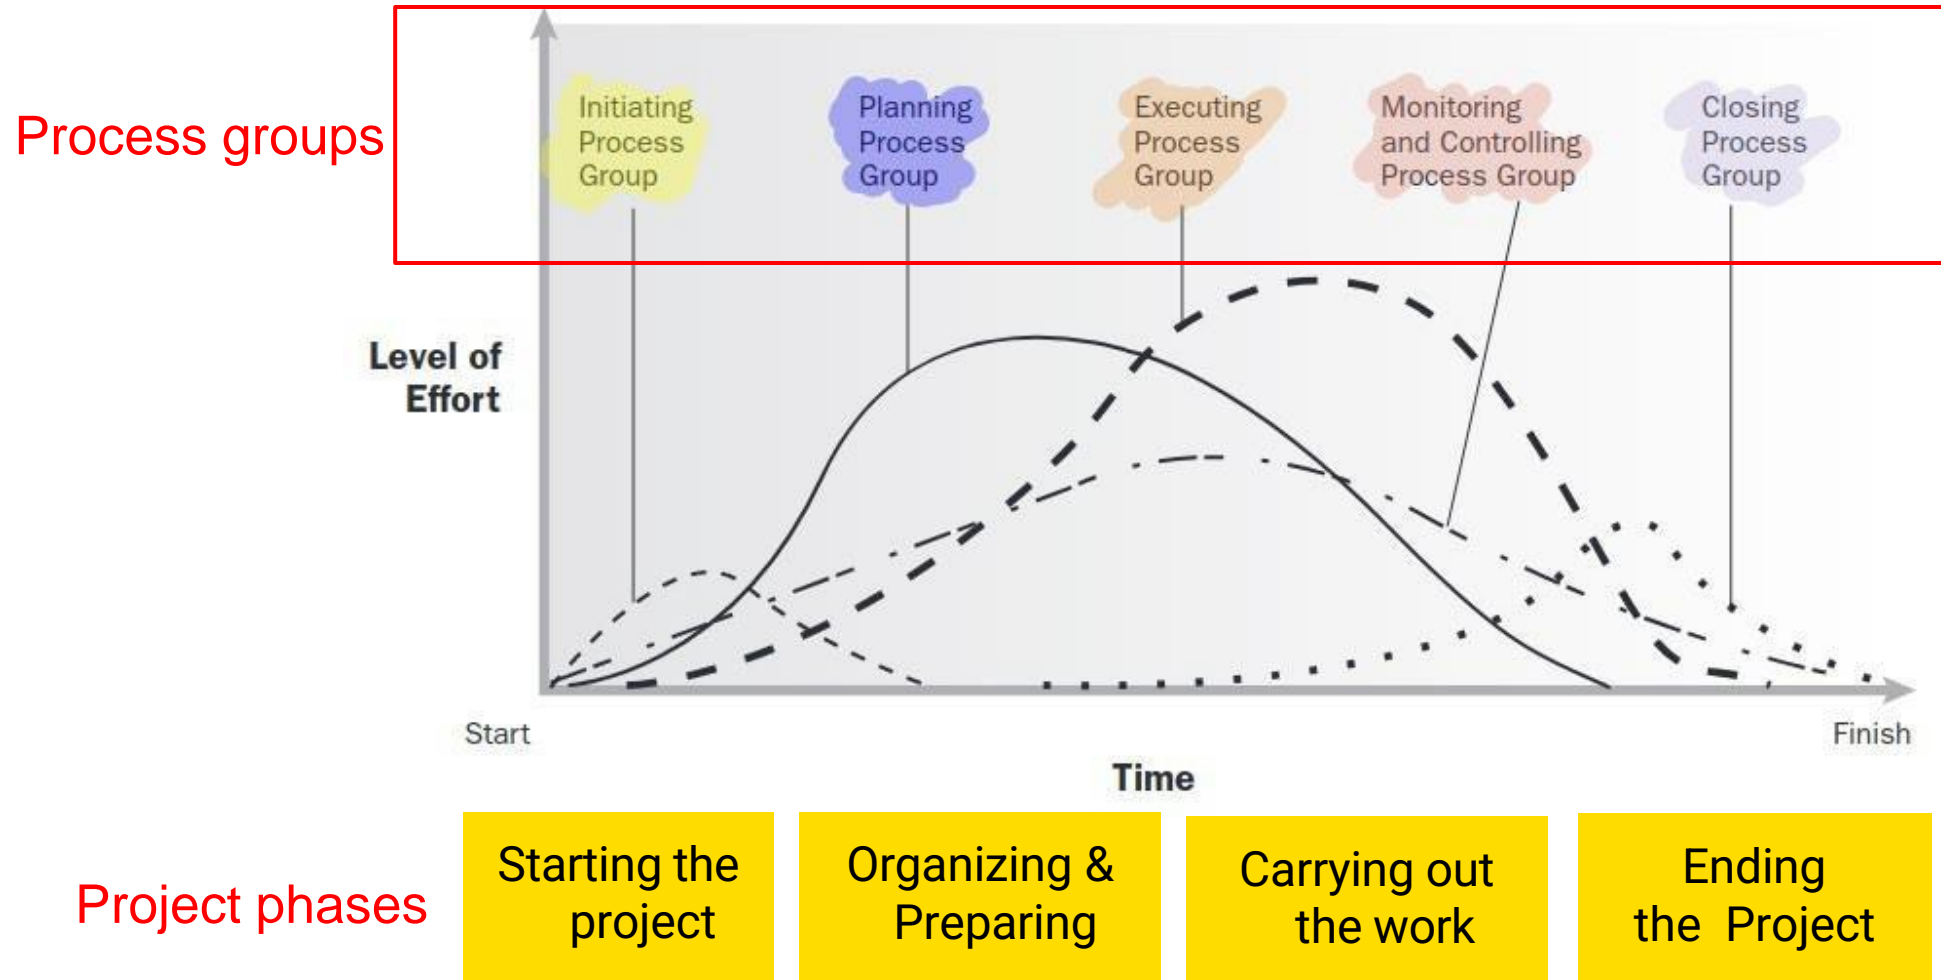 Process groups
Initiating
Process
Group
Planning
Process
Group
Executing
Process
Group
Monitoring
and Controlling
Process Group
Closing
Process
Group
Level of
Effort
Start
Finish
Time
Project phases
Starting the
project
Organizing &
Preparing
Carrying out
the work
Ending
the Project